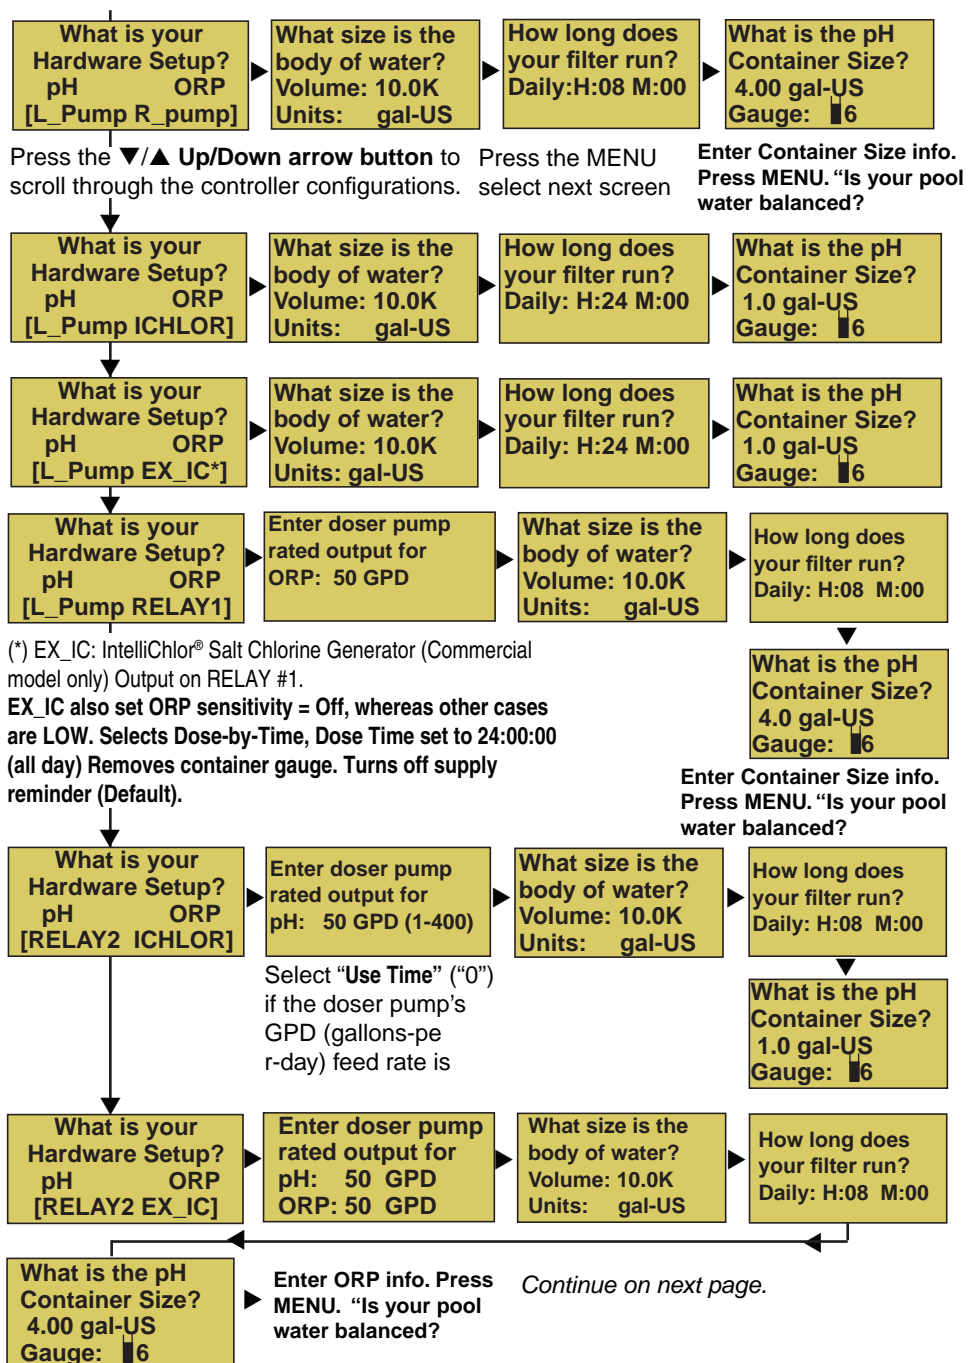 What is your
Hardware Setup?
pH ORP
[L_Pump R_pump]
What size is the
body of water?
Volume: 10.0K
Units: gal-US
How long does
your filter run?
Daily:H:08 M:00
What is the pH
Container Size?
4.00 gal-US
Gauge: 6
Press the ▼/▲ Up/Down arrow button to
scroll through the controller configurations.
Press the MENU
select next screen
Enter Container Size info.
Press MENU. “Is your pool
water balanced?
What is your
Hardware Setup?
pH ORP
[L_Pump ICHLOR]
What size is the
body of water?
Volume: 10.0K
Units: gal-US
How long does
your filter run?
Daily: H:24 M:00
What is the pH
Container Size?
1.0 gal-US
Gauge: 6
What is your
Hardware Setup?
pH ORP
[L_Pump EX_IC*]
What size is the
body of water?
Volume: 10.0K
Units: gal-US
How long does
your filter run?
Daily: H:24 M:00
What is the pH
Container Size?
1.0 gal-US
Gauge: 6
What is your
Hardware Setup?
pH ORP
[L_Pump RELAY1]
Enter doser pump
rated output for
ORP: 50 GPD
What size is the
body of water?
Volume: 10.0K
Units: gal-US
How long does
your filter run?
Daily: H:08 M:00
What is the pH
Container Size?
4.0 gal-US
Gauge: 6
Enter Container Size info.
Press MENU. “Is your pool
water balanced?
(*) EX_IC: IntelliChlor® Salt Chlorine Generator (Commercial
model only) Output on RELAY #1.
EX_IC also set ORP sensitivity = Off, whereas other cases
are LOW. Selects Dose-by-Time, Dose Time set to 24:00:00
(all day) Removes container gauge. Turns off supply
reminder (Default).
What is your
Hardware Setup?
pH ORP
[RELAY2 ICHLOR]
Enter doser pump
rated output for
pH: 50 GPD (1-400)
What size is the
body of water?
Volume: 10.0K
Units: gal-US
How long does
your filter run?
Daily: H:08 M:00
What is the pH
Container Size?
1.0 gal-US
Gauge: 6
Select “Use Time” (“0”)
if the doser pump’s
GPD (gallons-pe
r-day) feed rate is
What is your
Hardware Setup?
pH ORP
[RELAY2 EX_IC]
Enter doser pump
rated output for
pH: 50 GPD
ORP: 50 GPD
What size is the
body of water?
Volume: 10.0K
Units: gal-US
How long does
your filter run?
Daily: H:08 M:00
What is the pH
Container Size?
4.00 gal-US
Gauge: 6
Enter ORP info. Press
MENU. “Is your pool
water balanced?
Continue on next page.